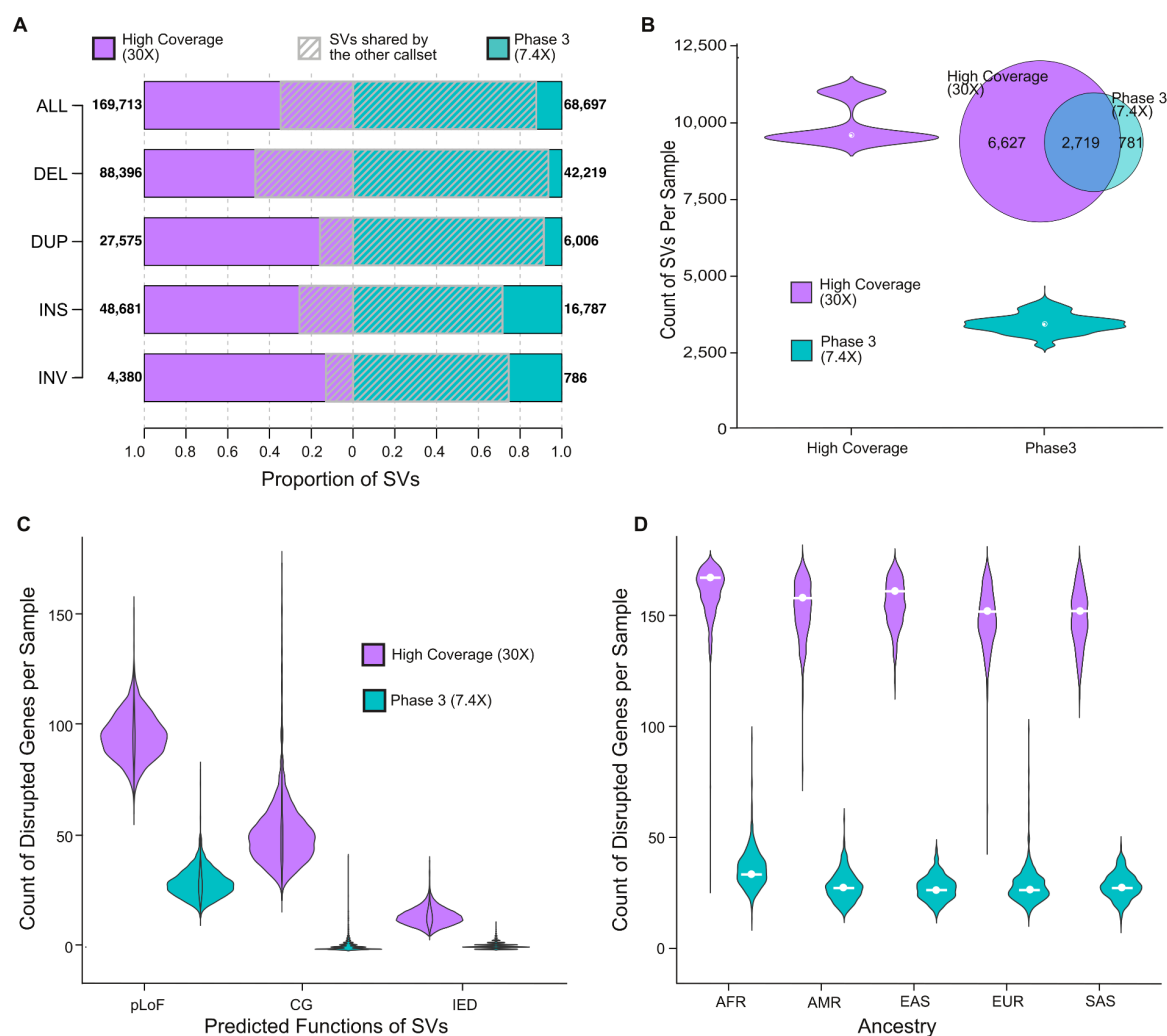 A
High Coverage
(30X)
SVs shared by
the other callset
Phase 3
(7.4X)
ALL
169,713
68,697
DEL
88,396
42,219
DUP
27,575
6,006
INS
48,681
16,787
INV
4,380
786
1.0 0.8 0.6 0.4 0.2 0 0.2 0.4 0.6 0.8 1.0
Proportion of SVs
B
Count of SVs Per Sample
12,500
10,000
7,500
5,000
2,500
0
High Coverage
(30X)
Phase 3
(7.4X)
6,627
2,719
781
High Coverage
(30X)
Phase 3
(7.4X)
High Coverage
Phase3
C
Count of Disrupted Genes per Sample
150
100
50
0
High Coverage (30X)
Phase 3 (7.4X)
pLoF
CG
IED
Predicted Functions of SVs
D
Count of Disrupted Genes per Sample
150
100
50
0
AFR
AMR
EAS
EUR
SAS
Ancestry